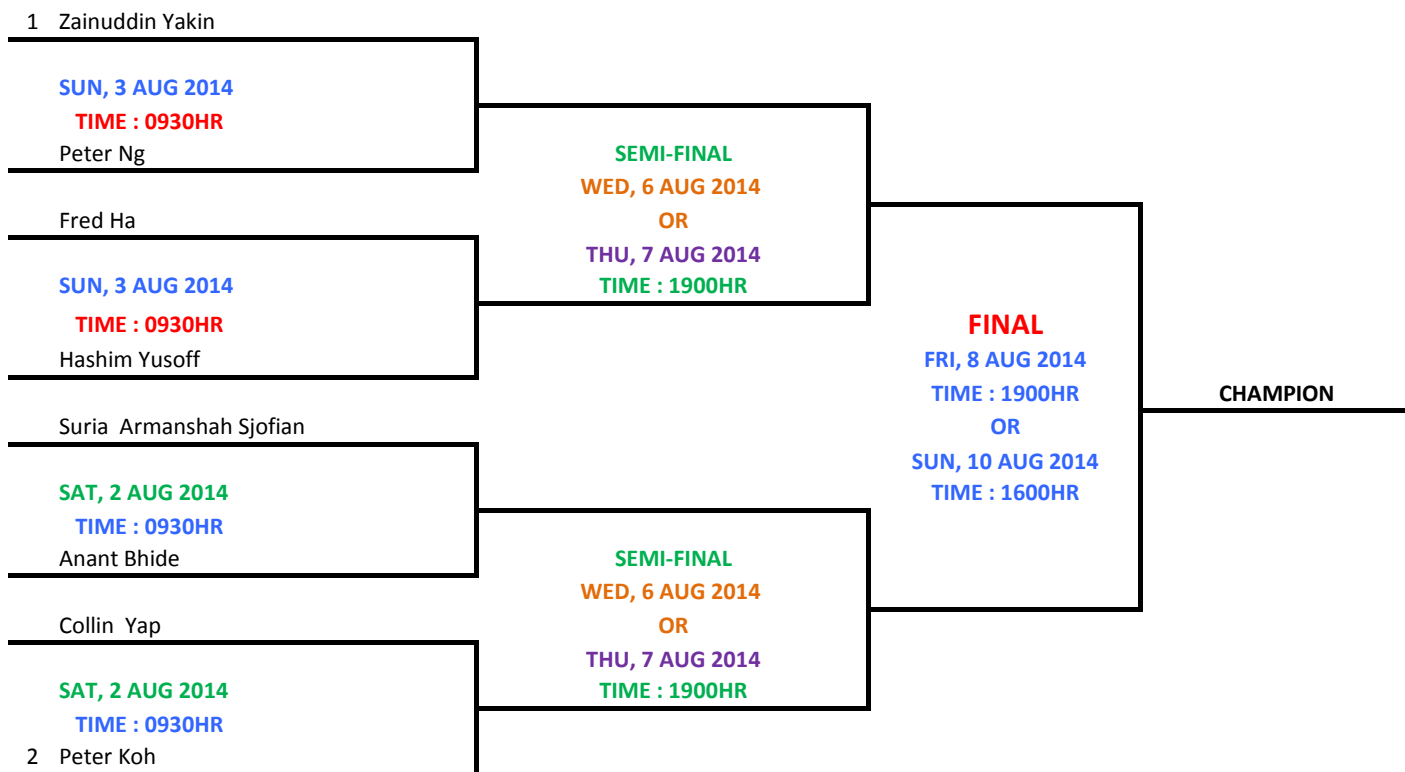 1 Zainuddin Yakin
SUN, 3 AUG 2014
TIME : 0930HR
Peter Ng
Fred Ha
SUN, 3 AUG 2014
TIME : 0930HR
Hashim Yusoff
Suria Armanshah Sjofian
SAT, 2 AUG 2014
TIME : 0930HR
Anant Bhide
Collin Yap
SAT, 2 AUG 2014
TIME : 0930HR
2 Peter Koh
SEMI-FINAL
WED, 6 AUG 2014
OR
THU, 7 AUG 2014
TIME : 1900HR
SEMI-FINAL
WED, 6 AUG 2014
OR
THU, 7 AUG 2014
TIME : 1900HR
FINAL
FRI, 8 AUG 2014
TIME : 1900HR
OR
SUN, 10 AUG 2014
TIME : 1600HR
CHAMPION